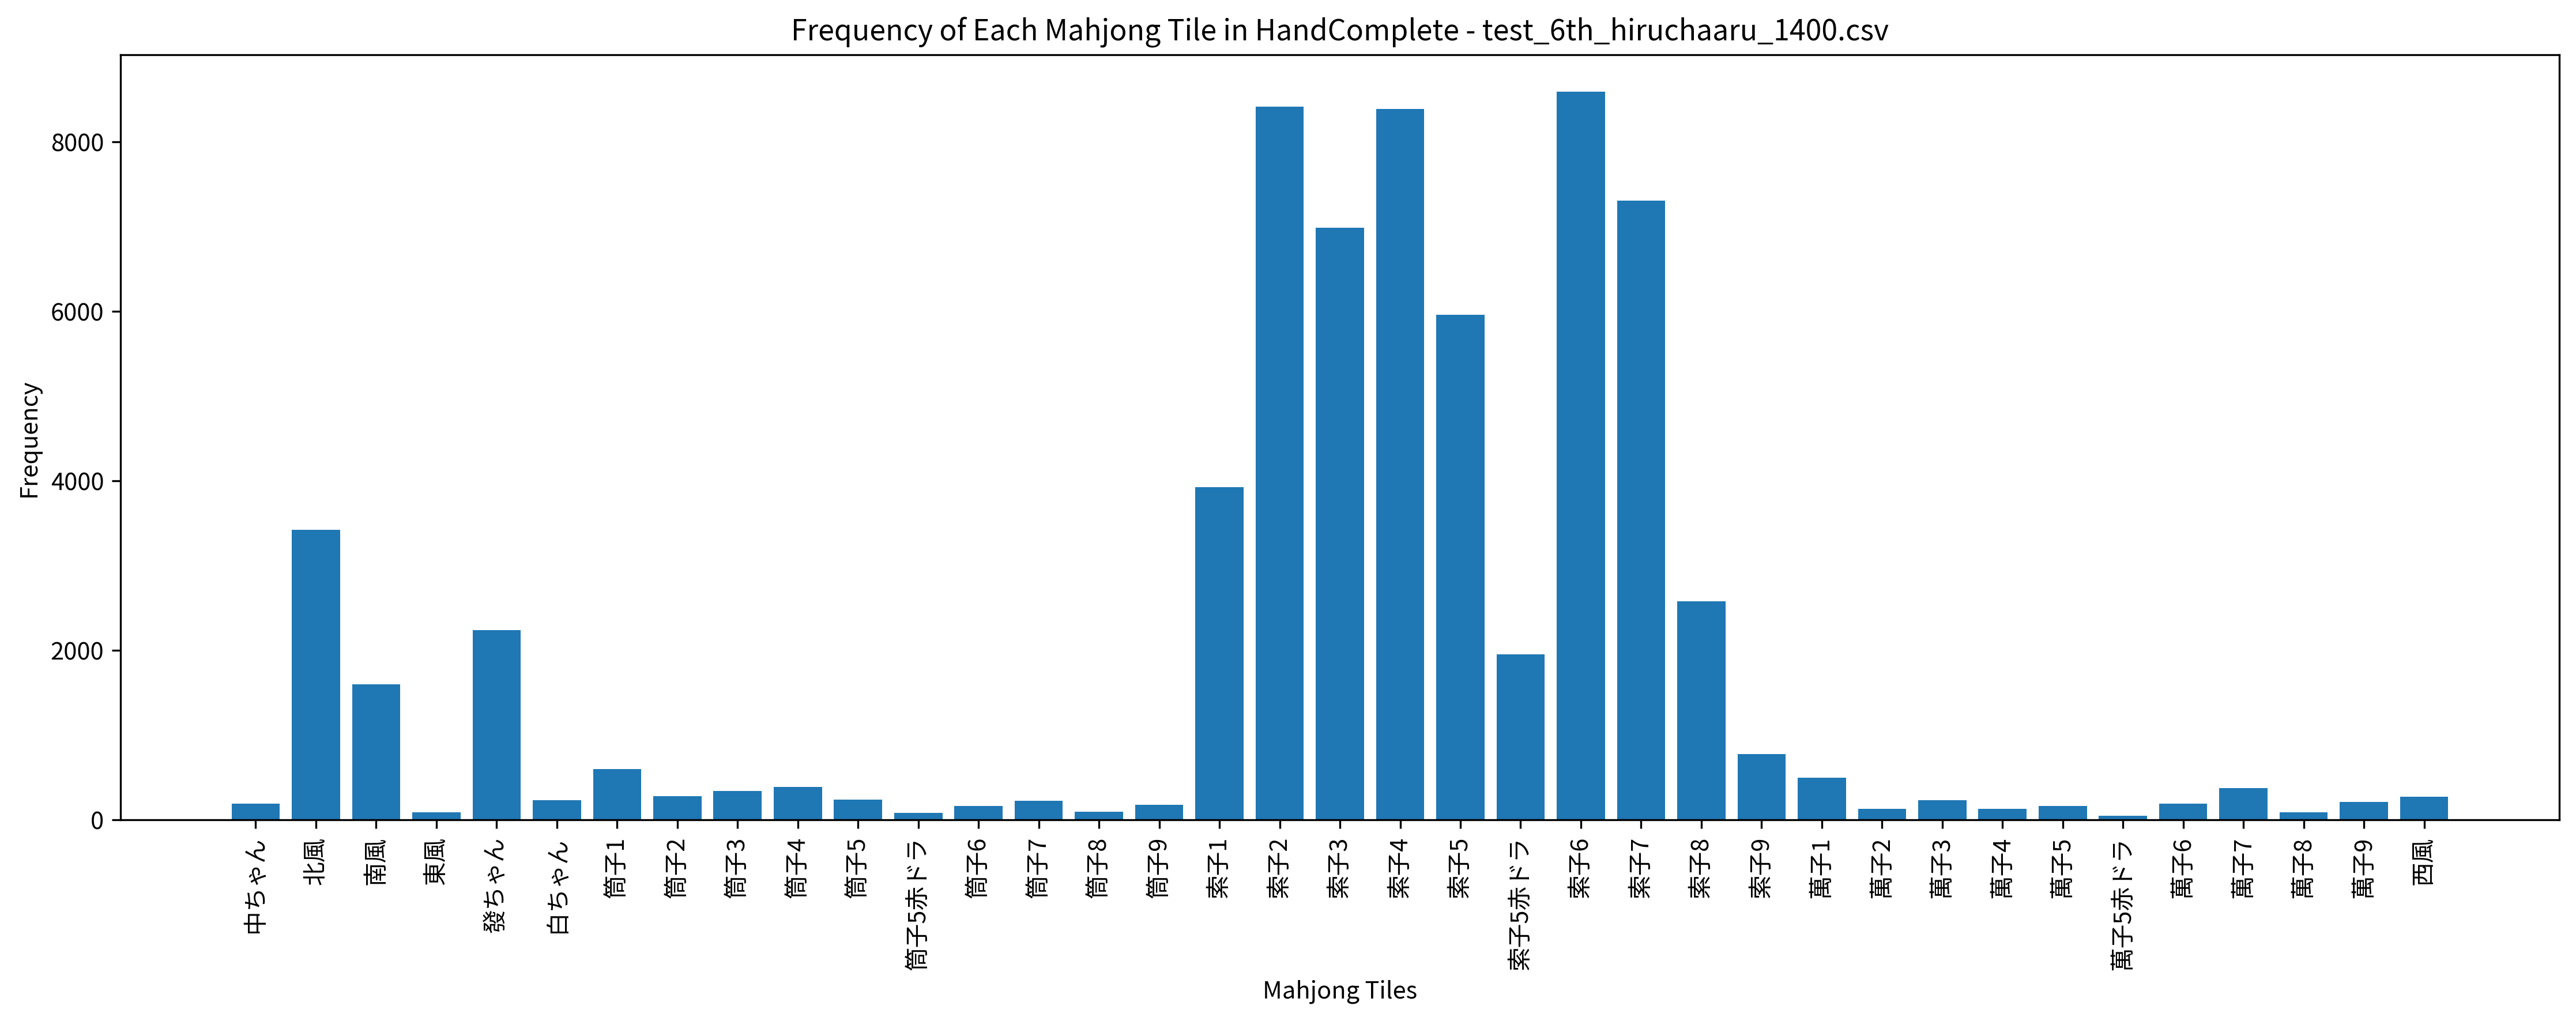 Frequency of Each Mahjong Tile in HandComplete - test_6th_hiruchaaru_1400.csv
Frequency
8000
6000
4000
2000
0
中ちゃん
北風
南風
東風
發ちゃん
白ちゃん
筒子1
筒子2
筒子3
筒子4
筒子5
筒子5赤ドラ
筒子6
筒子7
筒子8
筒子9
索子1
索子2
索子3
索子4
索子5
索子5赤ドラ
索子6
索子7
索子8
索子9
萬子1
萬子2
萬子3
萬子4
萬子5
萬子5赤ドラ
萬子6
萬子7
萬子8
萬子9
西風
Mahjong Tiles